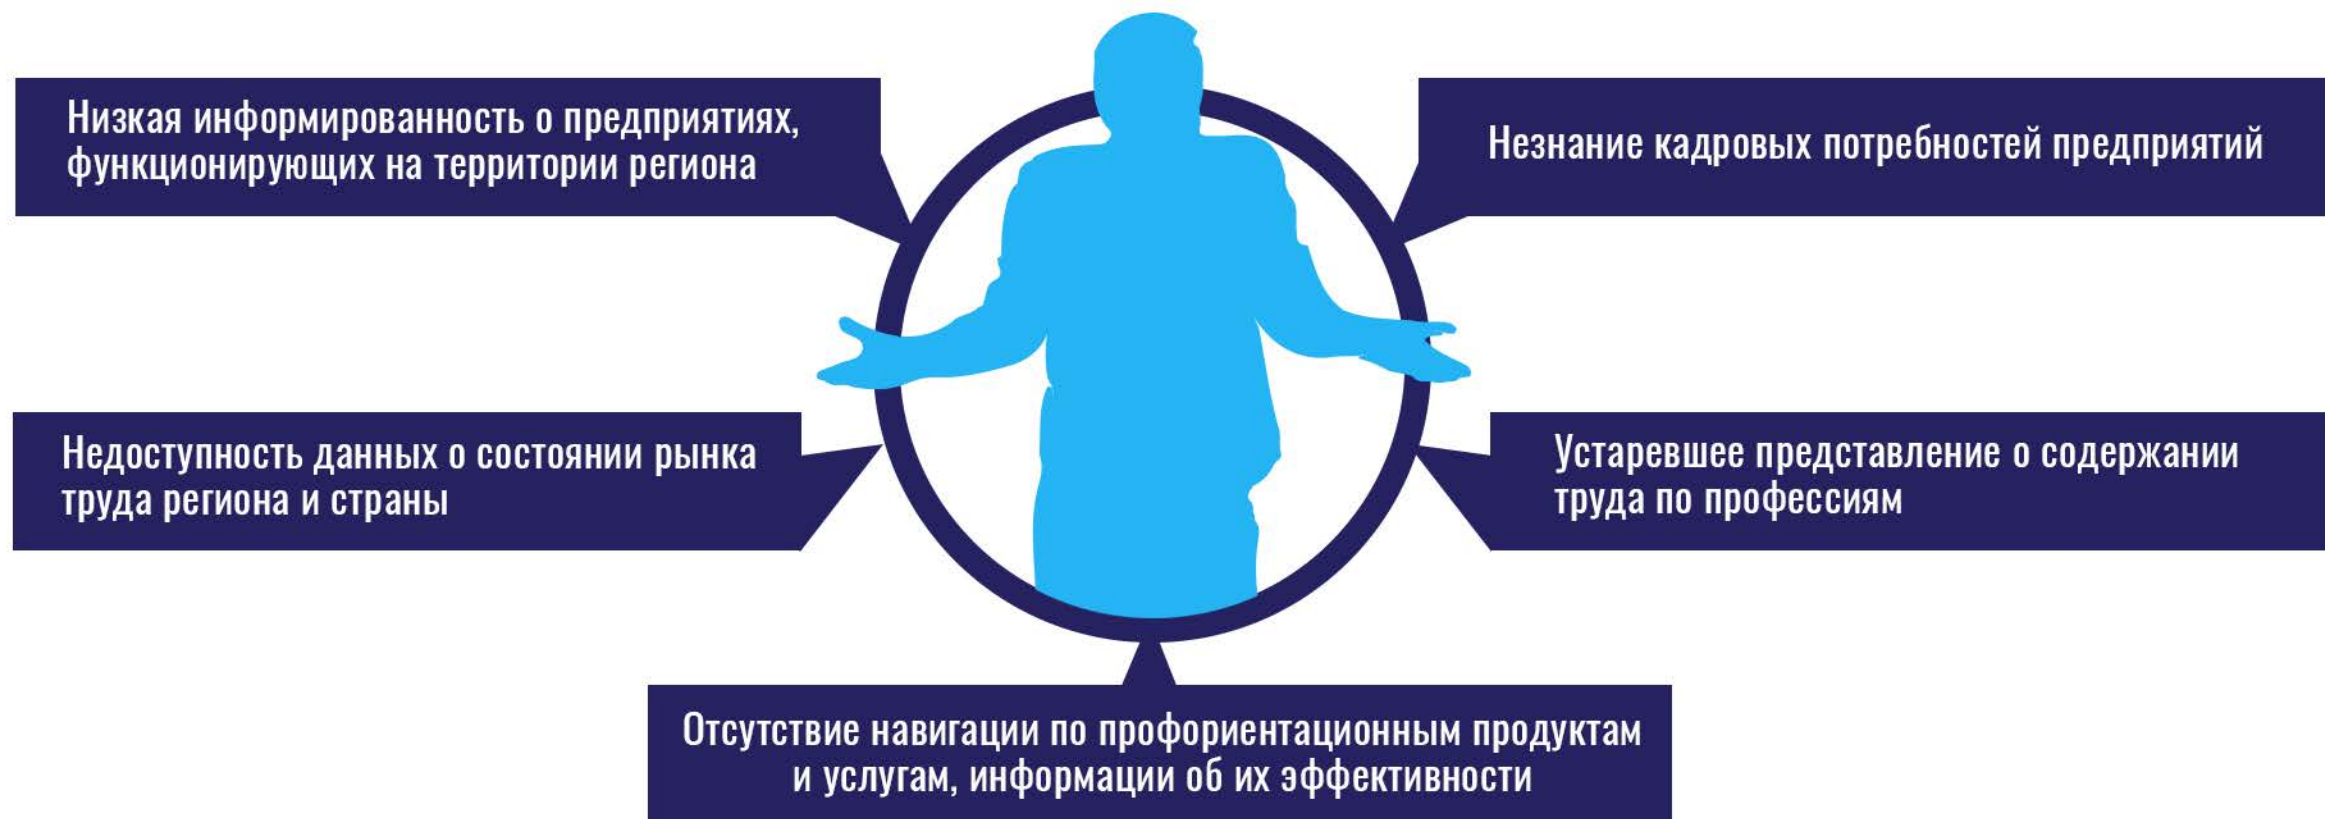 Низкая информированность о предприятиях,
функционирующих на территории региона
Незнание кадровых потребностей предприятий
Недоступность данных о состоянии рынка
труда региона и страны
Устаревшее представление о содержании
труда по профессиям
Отсутствие навигации по профориентационным продуктам
и услугам, информации об их эффективности